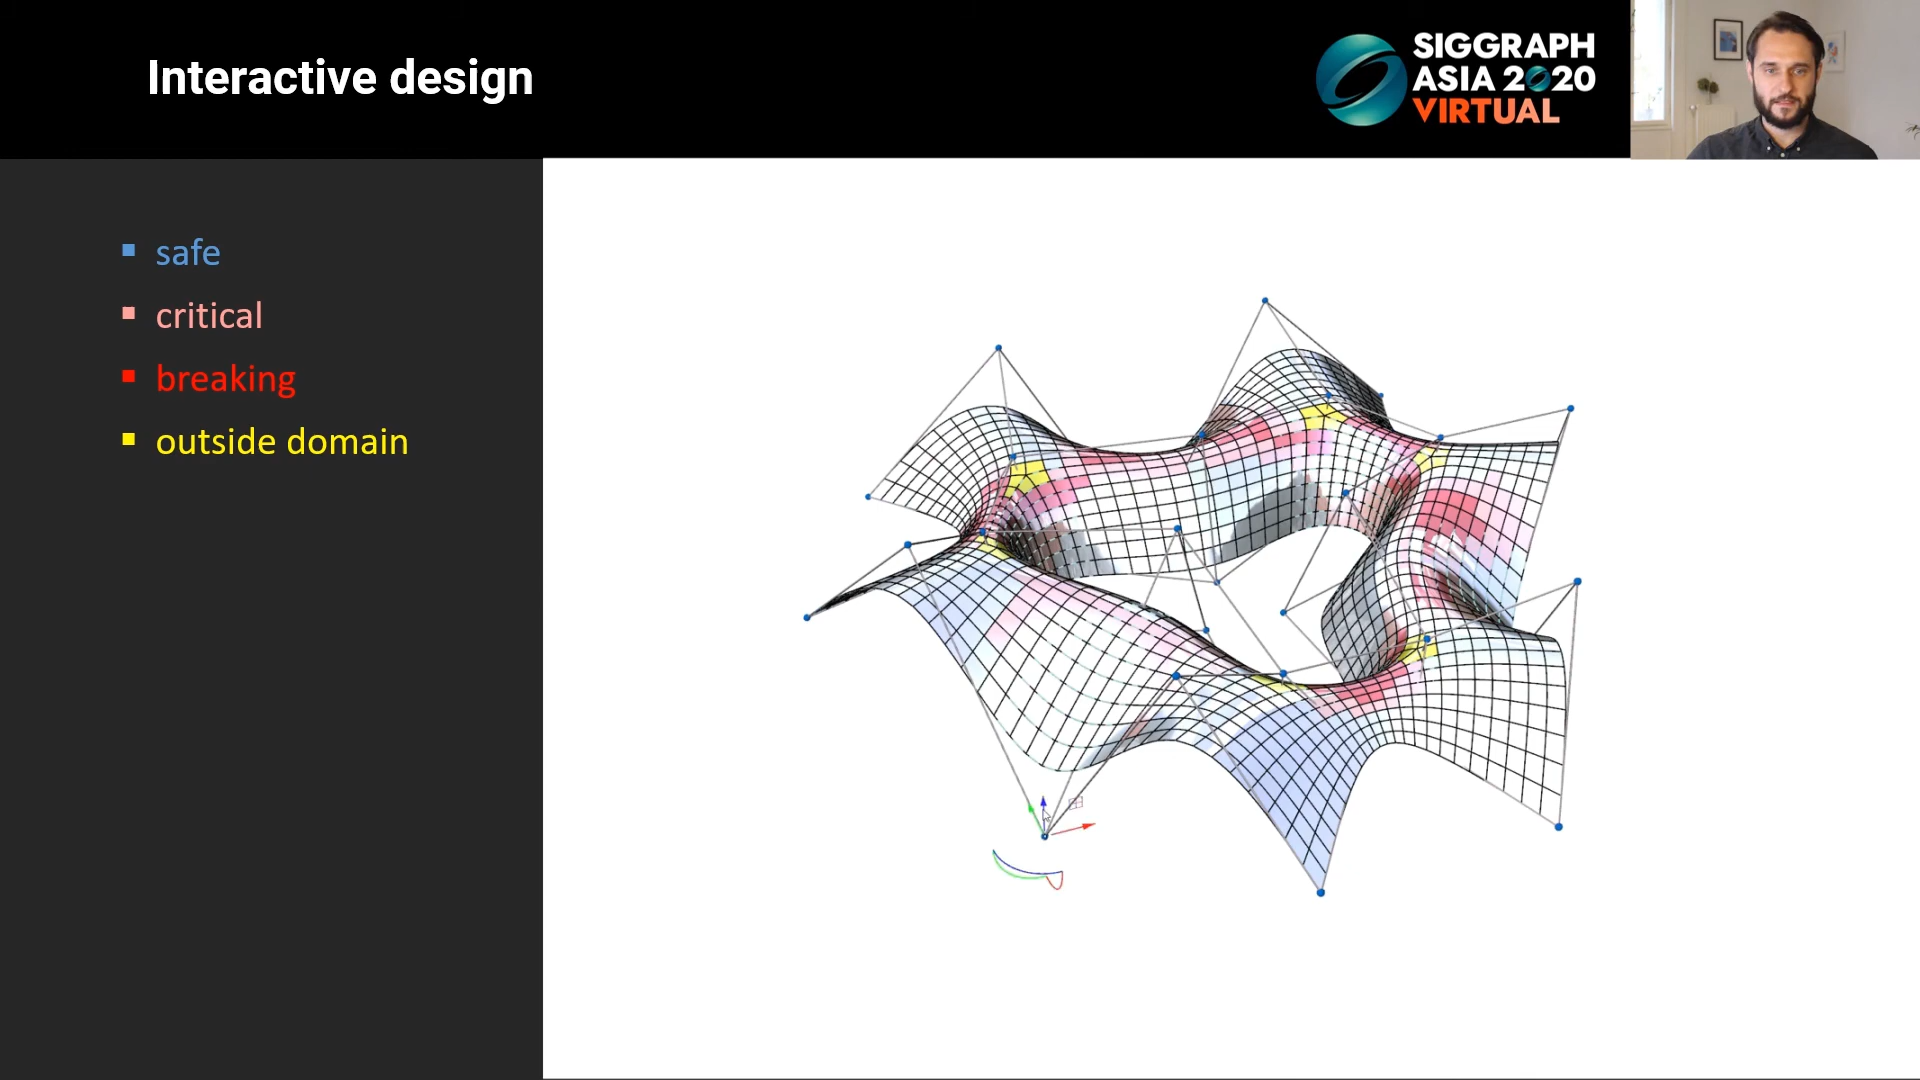 Interactive design
SIGGRAPH
ASIA 2020
VIRTUAL
safe
critical
breaking
outside domain